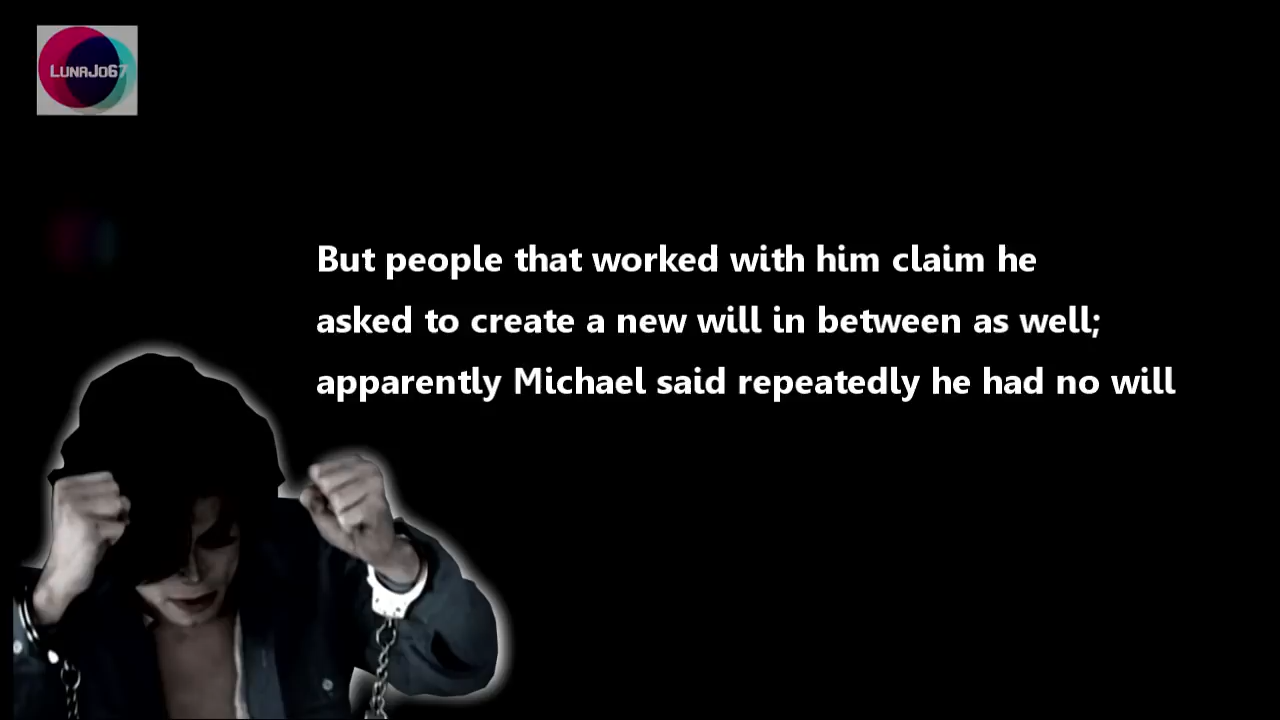 LunaJo67
But people that worked with him claim he
asked to create a new will in between as well;
apparently Michael said repeatedly he had no will